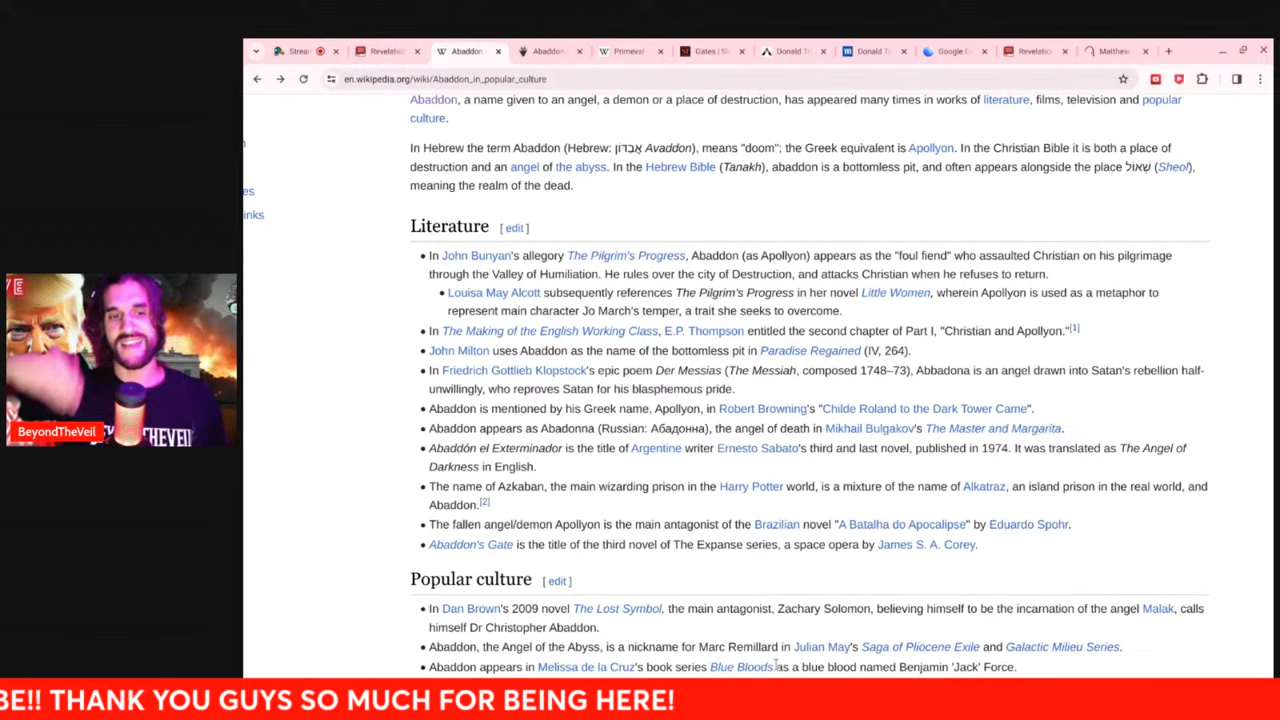 Stream
Revelation
Abaddon
Abaddon
Primeval
Gates | St
Donald Tr
Donald Tr
Google E
Revelation
Matthew
en.wikipedia.org/wiki/Abaddon_in_popular_culture
Abaddon, a name given to an angel, a demon or a place of destruction, has appeared many times in works of literature, films, television and popular
culture.
In Hebrew the term Abaddon (Hebrew: אֲבַדּוֹן Avaddon), means "doom"; the Greek equivalent is Apollyon. In the Christian Bible it is both a place of
destruction and an angel of the abyss. In the Hebrew Bible (Tanakh), abaddon is a bottomless pit, and often appears alongside the place שְׁאוֹל (Sheol),
meaning the realm of the dead.
es
inks
Literature [ edit ]
• In John Bunyan's allegory The Pilgrim's Progress, Abaddon (as Apollyon) appears as the "foul fiend" who assaulted Christian on his pilgrimage
through the Valley of Humiliation. He rules over the city of Destruction, and attacks Christian when he refuses to return.
• Louisa May Alcott subsequently references The Pilgrim's Progress in her novel Little Women, wherein Apollyon is used as a metaphor to
represent main character Jo March's temper, a trait she seeks to overcome.
• In The Making of the English Working Class, E.P. Thompson entitled the second chapter of Part I, "Christian and Apollyon."[1]
• John Milton uses Abaddon as the name of the bottomless pit in Paradise Regained (IV, 264).
• In Friedrich Gottlieb Klopstock's epic poem Der Messias (The Messiah, composed 1748–73), Abbadona is an angel drawn into Satan's rebellion half-
unwillingly, who reproves Satan for his blasphemous pride.
• Abaddon is mentioned by his Greek name, Apollyon, in Robert Browning's "Childe Roland to the Dark Tower Came".
• Abaddon appears as Abadonna (Russian: Абадонна), the angel of death in Mikhail Bulgakov's The Master and Margarita.
• Abaddón el Exterminador is the title of Argentine writer Ernesto Sabato's third and last novel, published in 1974. It was translated as The Angel of
Darkness in English.
• The name of Azkaban, the main wizarding prison in the Harry Potter world, is a mixture of the name of Alkatraz, an island prison in the real world, and
Abaddon.[2]
• The fallen angel/demon Apollyon is the main antagonist of the Brazilian novel "A Batalha do Apocalipse" by Eduardo Spohr.
• Abaddon's Gate is the title of the third novel of The Expanse series, a space opera by James S. A. Corey.
Popular culture [ edit ]
• In Dan Brown's 2009 novel The Lost Symbol, the main antagonist, Zachary Solomon, believing himself to be the incarnation of the angel Malak, calls
himself Dr Christopher Abaddon.
• Abaddon, the Angel of the Abyss, is a nickname for Marc Remillard in Julian May's Saga of Pliocene Exile and Galactic Milieu Series.
• Abaddon appears in Melissa de la Cruz's book series Blue Bloods as a blue blood named Benjamin 'Jack' Force.
BeyondTheVeil
BE!! THANK YOU GUYS SO MUCH FOR BEING HERE!